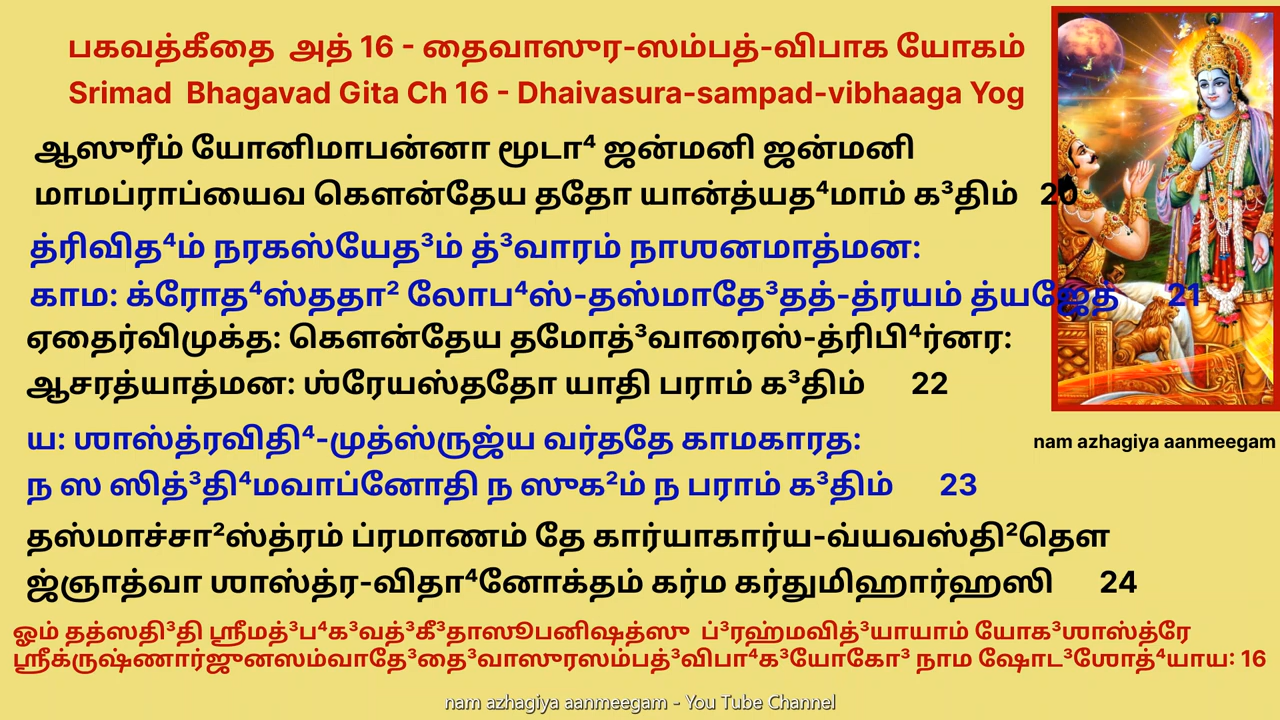 பகவத்கீதை அத் 16 - தைவாஸுர-ஸம்பத்-விபாக யோகம்
Srimad Bhagavad Gita Ch 16 - Dhaivasura-sampad-vibhaaga Yog
ஆஸுரீம் யோனிமாபன்னா மூடா⁴ ஜன்மனி ஜன்மனி
மாமப்ராப்யைவ கௌன்தேய ததோ யான்த்யத⁴மாம் க³திம் 20
த்ரிவித⁴ம் நரகஸ்யேத³ம் த்³வாரம் நாஶனமாத்மன:
காம: க்ரோத⁴ஸ்ததா² லோப⁴ஸ்-தஸ்மாதே³தத்-த்ரயம் த்யஜேத் 21
ஏதைர்விமுக்த: கௌன்தேய தமோத்³வாரைஸ்-த்ரிபி⁴ர்னர:
ஆசரத்யாத்மன: ஶ்ரேயஸ்ததோ யாதி பராம் க³திம் 22
ய: ஶாஸ்த்ரவிதி⁴-முத்ஸ்ருஜ்ய வர்ததே காமகாரத:
ந ஸ ஸித்³தி⁴மவாப்னோதி ந ஸுக²ம் ந பராம் க³திம் 23
nam azhagiya aanmeegam
தஸ்மாச்சா²ஸ்த்ரம் ப்ரமாணம் தே கார்யாகார்ய-வ்யவஸ்தி²தௌ
ஜ்ஞாத்வா ஶாஸ்த்ர-விதா⁴னோக்தம் கர்ம கர்துமிஹார்ஹஸி 24
ஓம் தத்ஸதி³தி ஶ்ரீமத்³ப⁴க³வத்³கீ³தாஸூபனிஷத்ஸு ப்³ரஹ்மவித்³யாயாம் யோக³ஶாஸ்த்ரே
ஶ்ரீக்ருஷ்ணார்ஜுனஸம்வாதே³தை³வாஸுரஸம்பத்³விபா⁴க³யோகோ³ நாம ஷோட³ஶோத்⁴யாய: 16
nam azhagiya aanmeegam - You Tube Channel